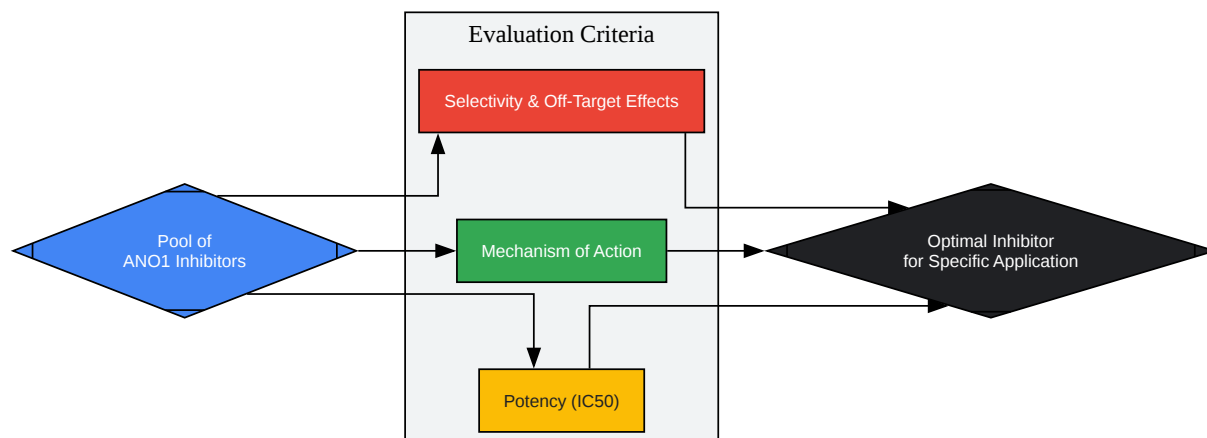 Evaluation Criteria
Selectivity & Off-Target Effects
Pool of
ANO1 Inhibitors
Mechanism of Action
Optimal Inhibitor
for Specific Application
Potency (IC50)